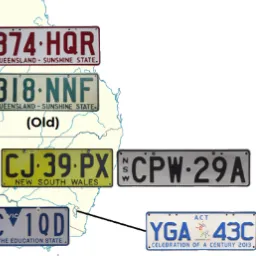 374·HQR
QUEENSLAND - SUNSHINE STATE
318·NNF
QUEENSLAND - SUNSHINE STATE
(Old)
CJ·39·PX
NEW SOUTH WALES
NSW
CPW·29A
C 1QD
THE EDUCATION STATE
ACT
YGA 43C
CELEBRATION OF A CENTURY 2013